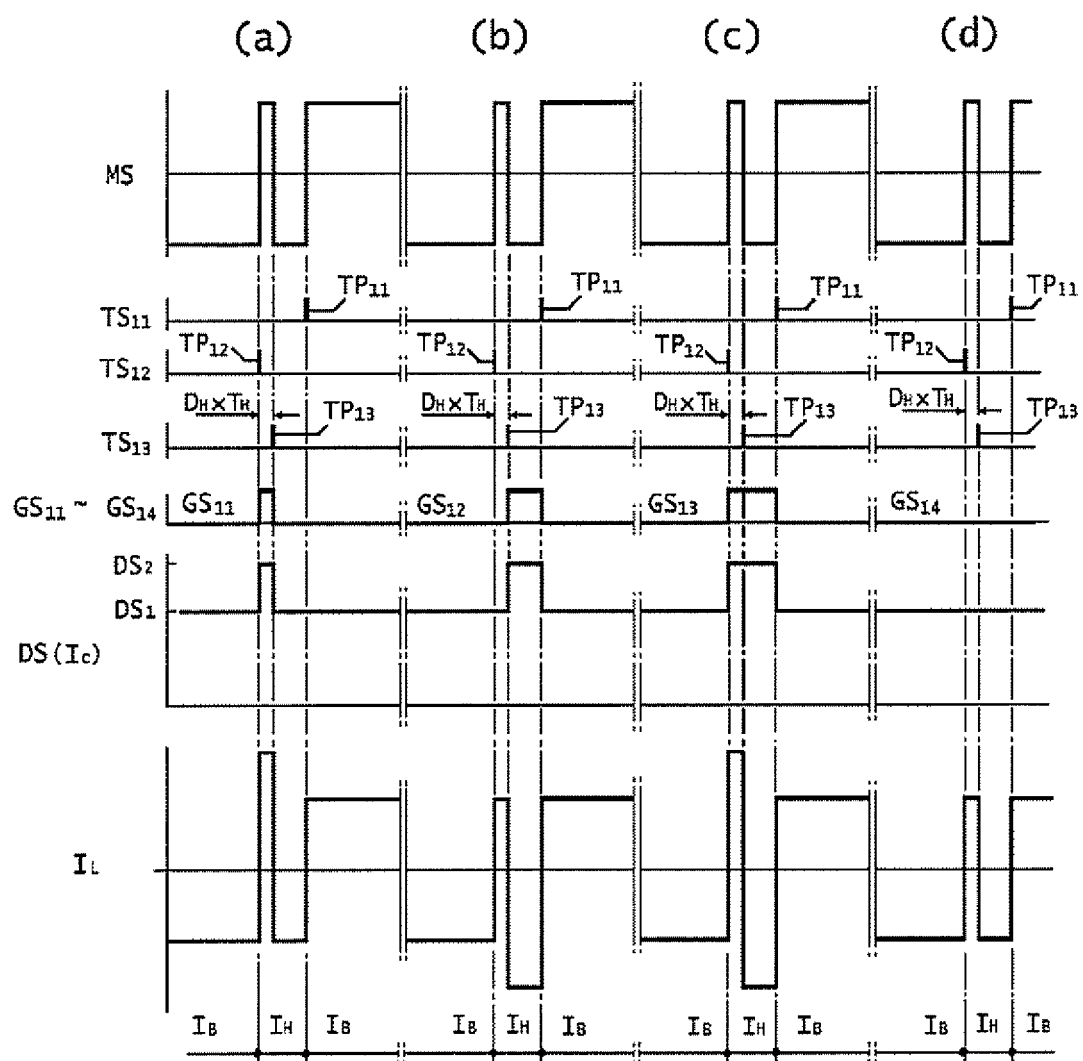 (a) (b) (c) (d)
MS
TP11 TP11 TP11 TP11
TS11
TP12 TP12 TP12 TP12
TS12
DH×TH DH×TH DH×TH DH×TH
TP13 TP13 TP13 TP13
TS13
GS11 ~ GS14 GS11 GS12 GS13 GS14
DS2
DS1
DS(Ic)
IL
IB IH IB IB IH IB IB IH IB IB IH IB